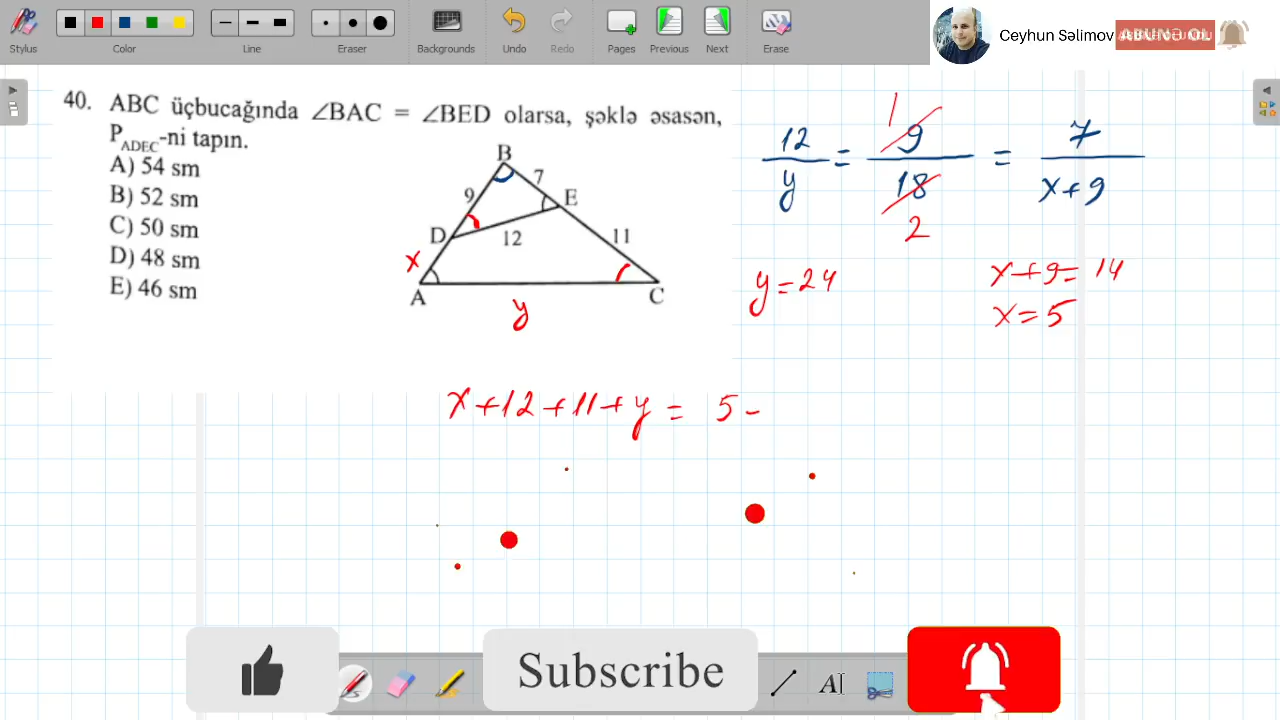 Stylus
Color
Line
Eraser
Backgrounds
Undo
Redo
Pages
Previous
Next
Erase
Ceyhun Səlimov
40. ABC üçbucağında ∠BAC = ∠BED olarsa, şəklə əsasən,
P_ADEC-ni tapın.
A) 54 sm
B) 52 sm
C) 50 sm
D) 48 sm
E) 46 sm
B
9
7
E
D
12
11
x
A
C
y
12/y = 9/18 = 7/(x+9)
1
2
y = 24
x+9 = 14
x = 5
x+12+11+y = 5-
Subscribe
A